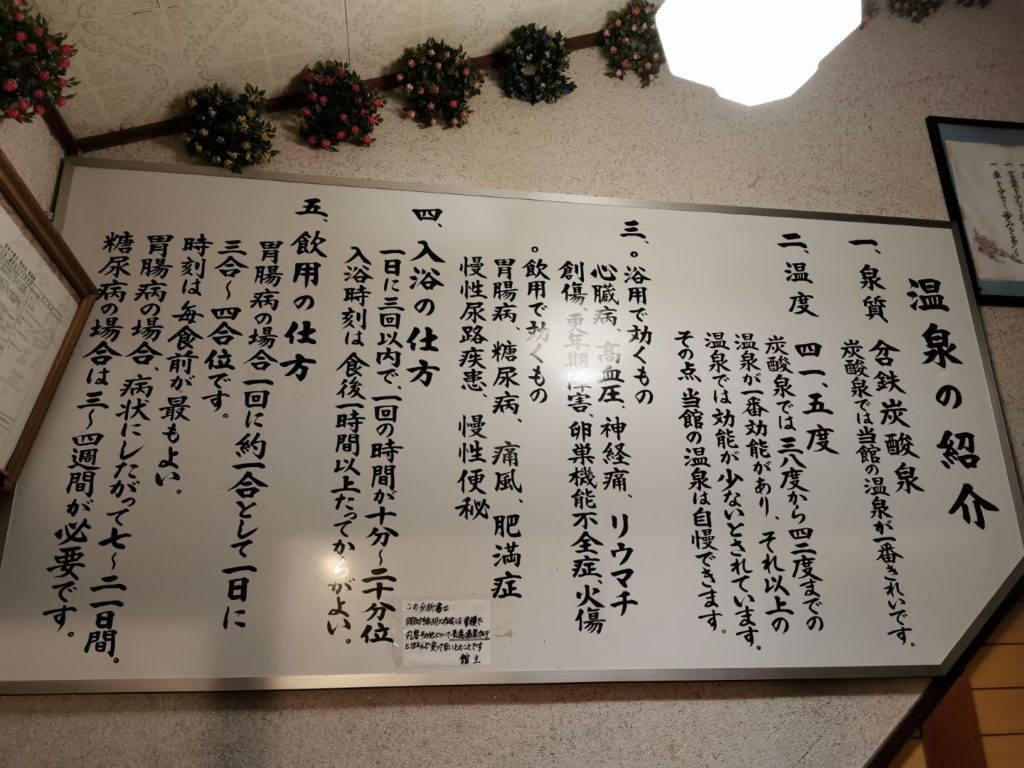 温泉の紹介
一、泉質　含鉄炭酸泉
炭酸泉では当館の温泉が一番きれいです。
二、温度　四一、五度
炭酸泉では三八度から四二度までの
温泉が一番効能があり、それ以上の
温泉では効能が少ないとされています。
その点当館の温泉は自慢できます。
三、。浴用で効くもの
心臓病、高血圧、神経痛、リウマチ
創傷、更年期障害、卵巣機能不全症、火傷
。飲用で効くもの
胃腸病、糖尿病、痛風、肥満症
慢性尿路疾患、慢性便秘
四、入浴の仕方
一日に三回以内で、一回の時間が十分～二十分位
入浴時刻は食後一時間以上たってからがよい。
五、飲用の仕方
胃腸病の場合一回に約一合として一日に
三合～四合位です。
時刻は毎食前が最もよい。
胃腸病の場合、病状にしたがって七～二一日間。
糖尿病の場合は三～四週間が必要です。
この分析書は
館主